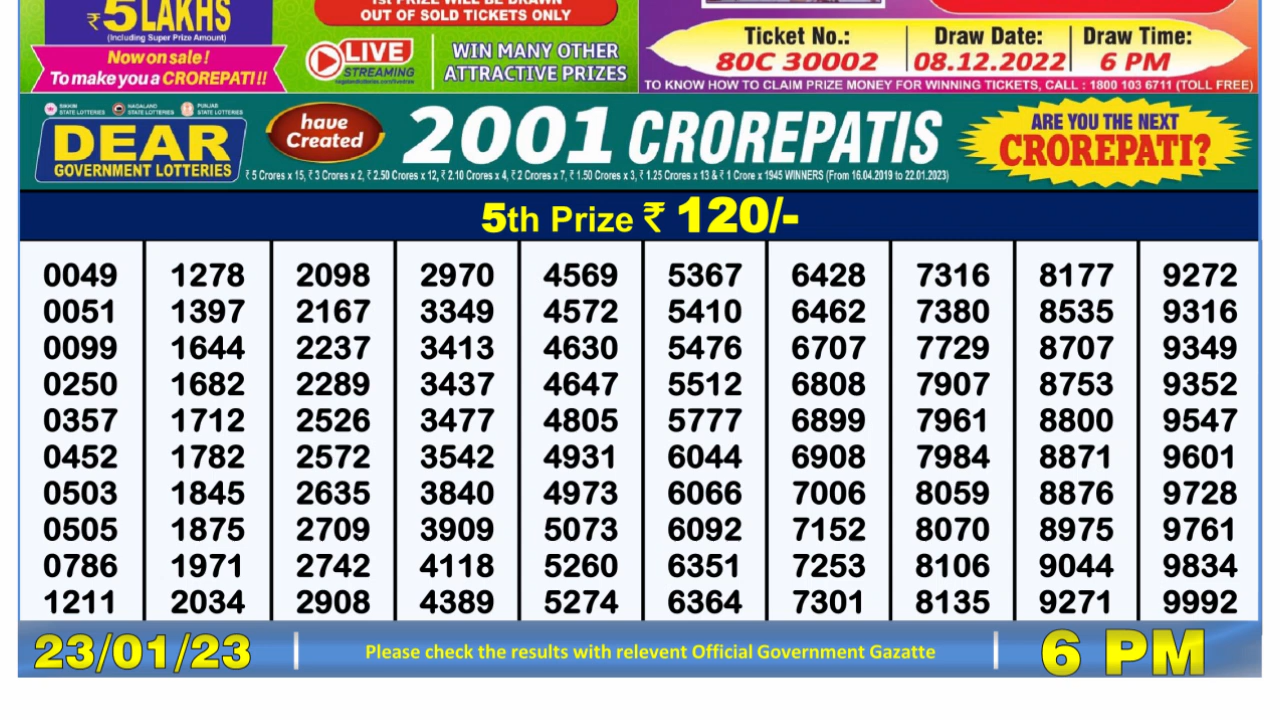 ₹5LAKHS
(Including Super Prize Amount)
Now on sale !
To make you a CROREPATI !!
1st PRIZE WILL BE DRAWN
OUT OF SOLD TICKETS ONLY
LIVE
STREAMING
WIN MANY OTHER
ATTRACTIVE PRIZES
Ticket No.: Draw Date: Draw Time:
80C 30002 08.12.2022 6 PM
TO KNOW HOW TO CLAIM PRIZE MONEY FOR WINNING TICKETS, CALL : 1800 103 6711 (TOLL FREE)
SIKKIM STATE LOTTERIES NAGALAND STATE LOTTERIES PUNJAB STATE LOTTERIES
DEAR
GOVERNMENT LOTTERIES
have
Created
2001 CROREPATIS
₹ 5 Crores x 15, ₹ 3 Crores x 2, ₹ 2.50 Crores x 12, ₹ 2.10 Crores x 4, ₹ 2 Crores x 7, ₹ 1.50 Crores x 3, ₹ 1.25 Crores x 13 & ₹ 1 Crore x 1945 WINNERS (From 16.04.2019 to 22.01.2023)
ARE YOU THE NEXT
CROREPATI?
5th Prize ₹ 120/-
0049 1278 2098 2970 4569 5367 6428 7316 8177 9272
0051 1397 2167 3349 4572 5410 6462 7380 8535 9316
0099 1644 2237 3413 4630 5476 6707 7729 8707 9349
0250 1682 2289 3437 4647 5512 6808 7907 8753 9352
0357 1712 2526 3477 4805 5777 6899 7961 8800 9547
0452 1782 2572 3542 4931 6044 6908 7984 8871 9601
0503 1845 2635 3840 4973 6066 7006 8059 8876 9728
0505 1875 2709 3909 5073 6092 7152 8070 8975 9761
0786 1971 2742 4118 5260 6351 7253 8106 9044 9834
1211 2034 2908 4389 5274 6364 7301 8135 9271 9992
23/01/23 Please check the results with relevent Official Government Gazatte 6 PM